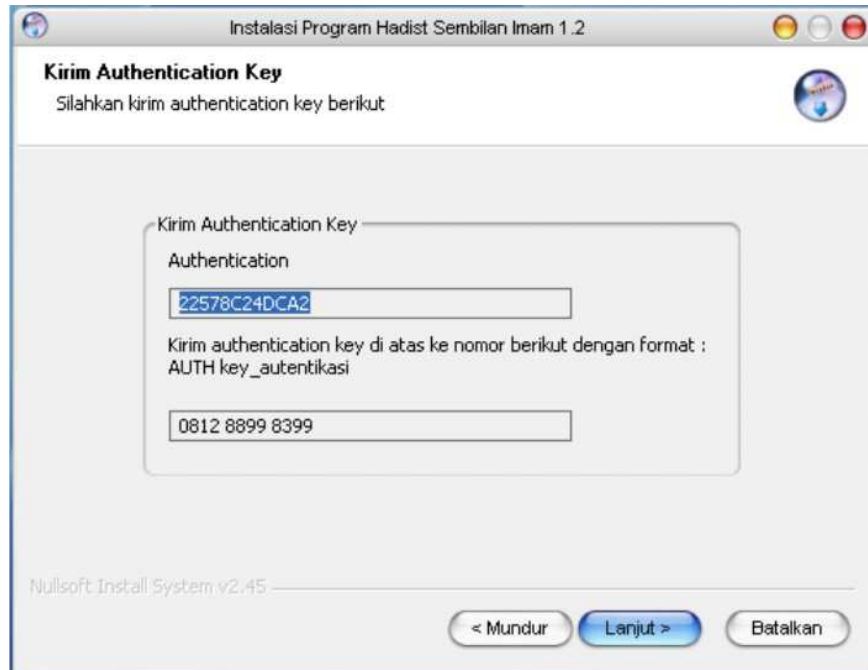 Instalasi Program Hadist Sembilan Imam 1.2
Kirim Authentication Key
Silahkan kirim authentication key berikut
Kirim Authentication Key
Authentication
22578C24DCA2
Kirim authentication key di atas ke nomor berikut dengan format :
AUTH key_autentikasi
0812 8899 8399
Nullsoft Install System v2.45
< Mundur
Lanjut >
Batalkan